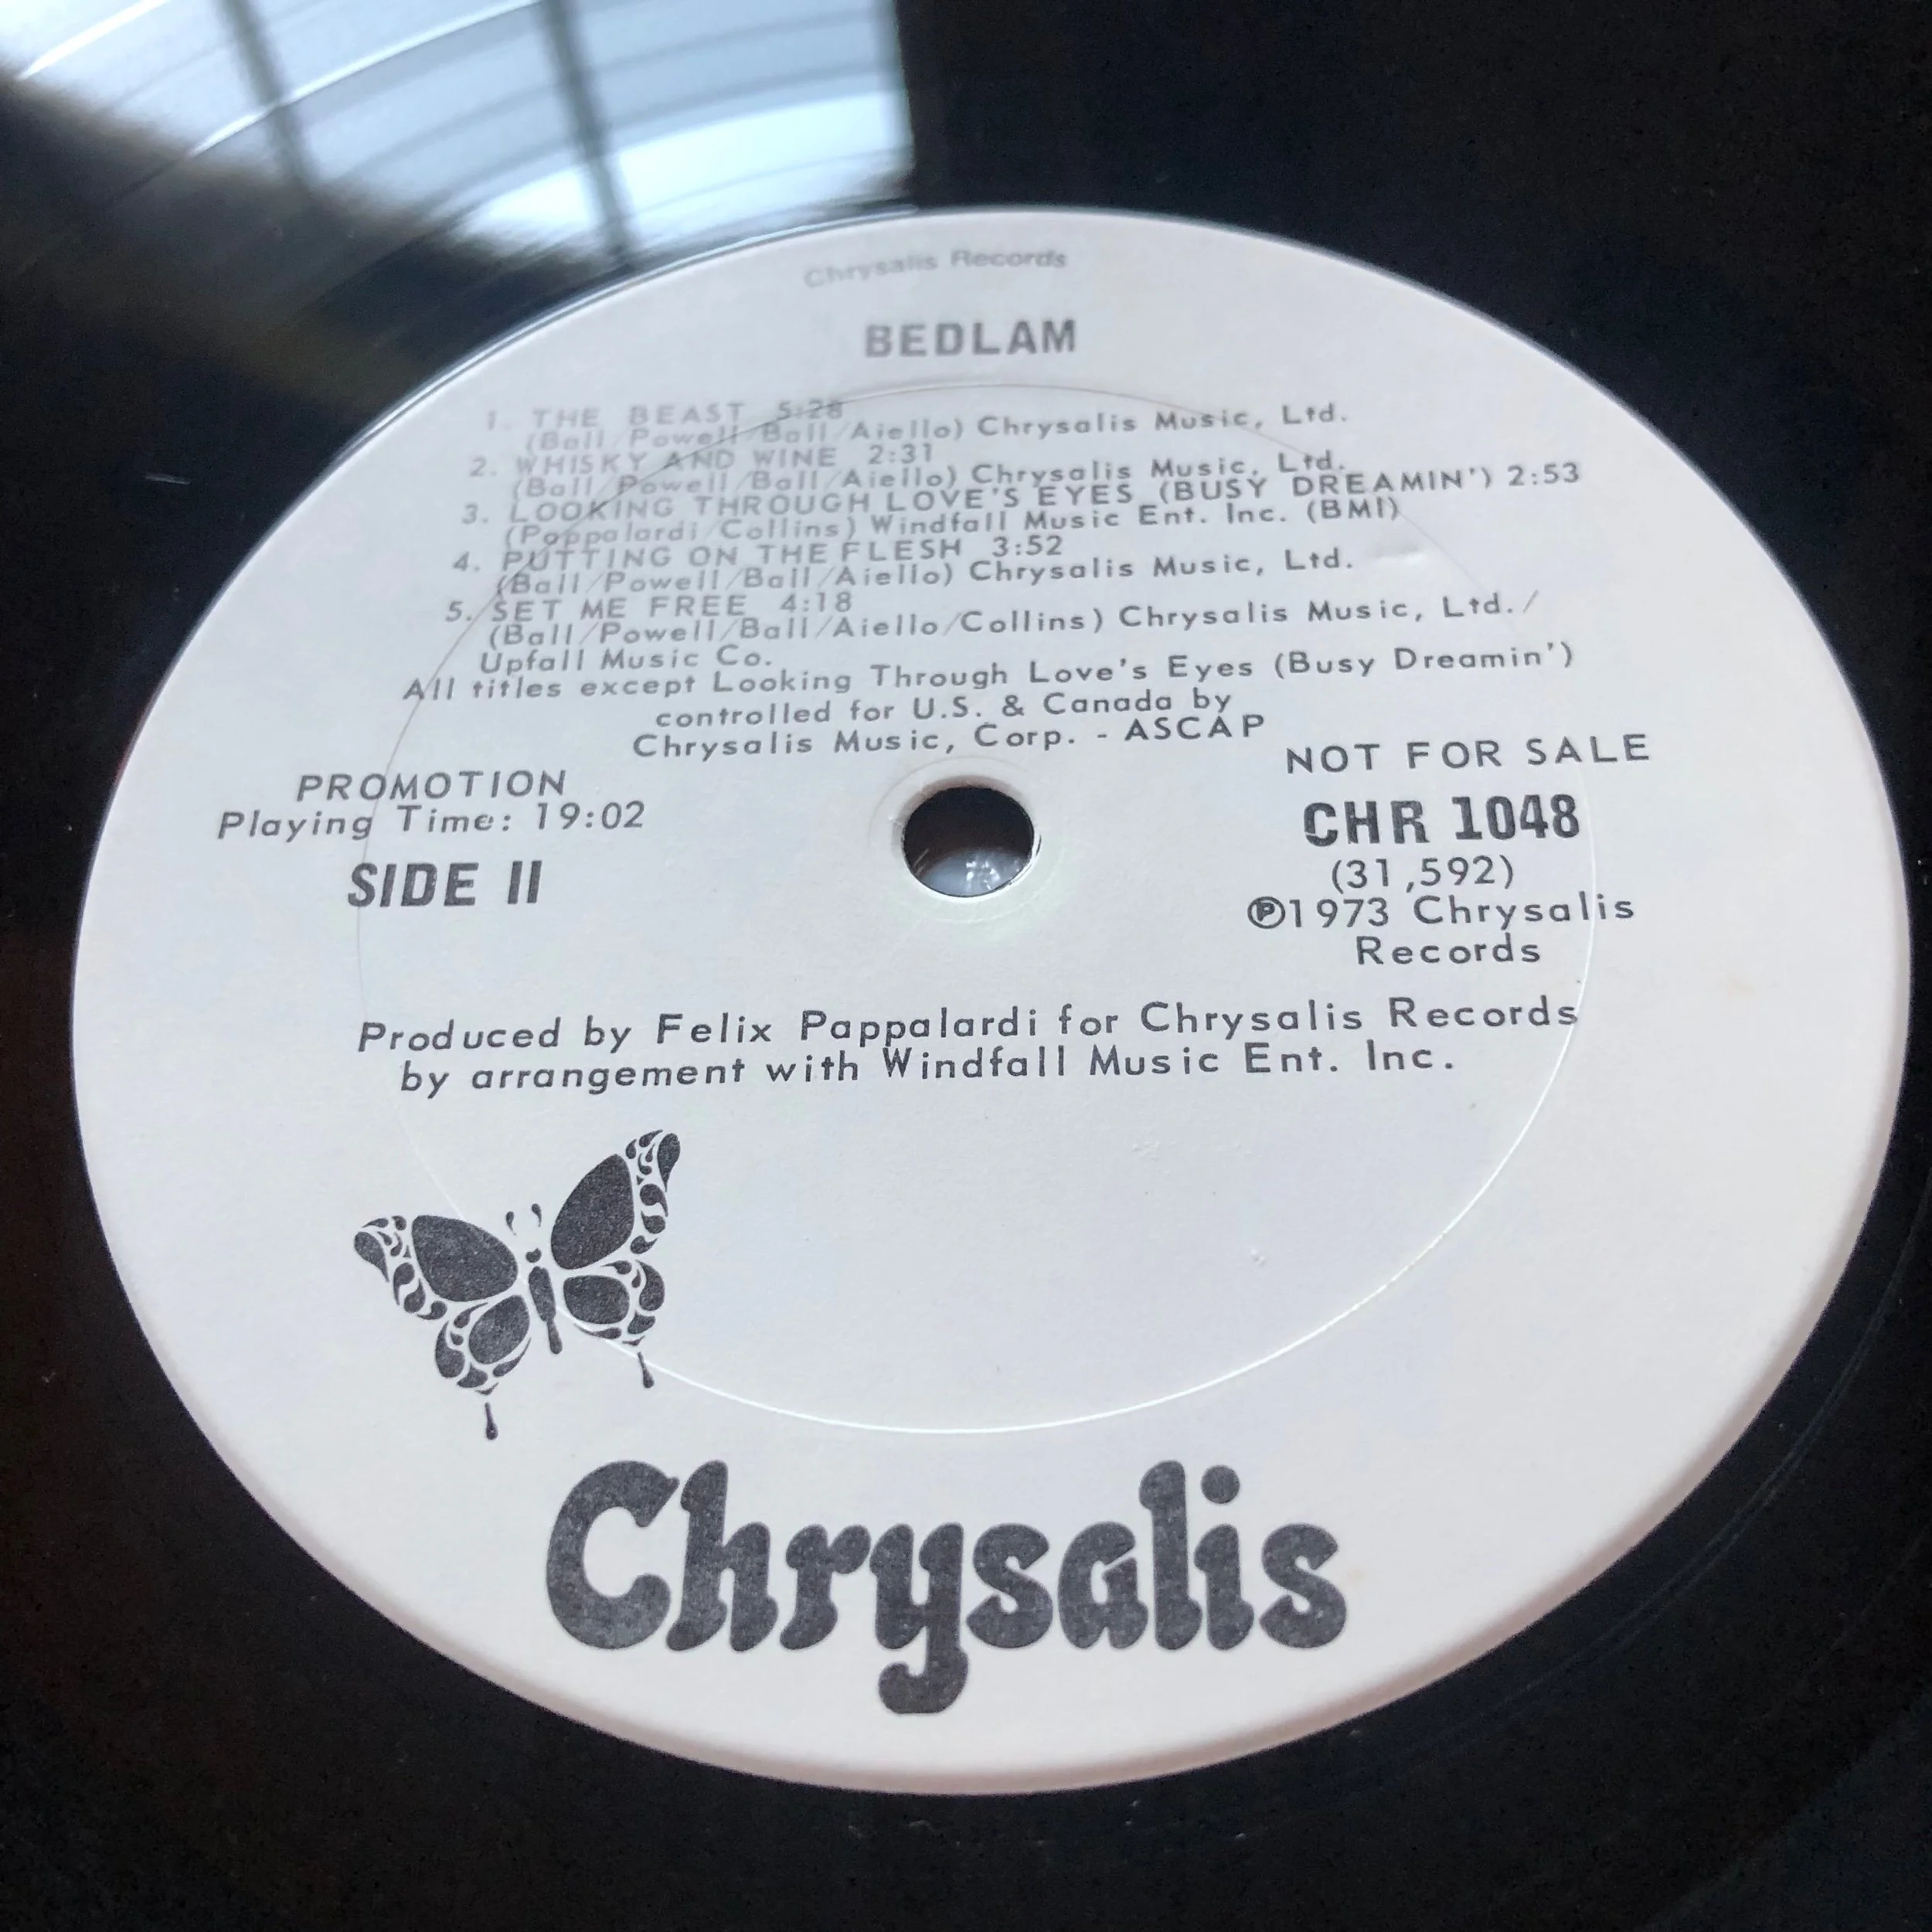 Chrysalis Records
BEDLAM
1. THE BEAST 5:28
(Ball/Powell/Ball/Aiello) Chrysalis Music, Ltd.
2. WHISKY AND WINE 2:31
(Ball/Powell/Ball/Aiello) Chrysalis Music, Ltd.
3. LOOKING THROUGH LOVE'S EYES (BUSY DREAMIN') 2:53
(Pappalardi/Collins) Windfall Music Ent. Inc. (BMI)
4. PUTTING ON THE FLESH 3:52
(Ball/Powell/Ball/Aiello) Chrysalis Music, Ltd.
5. SET ME FREE 4:18
(Ball/Powell/Ball/Aiello/Collins) Chrysalis Music, Ltd./
Upfall Music Co.
All titles except Looking Through Love's Eyes (Busy Dreamin')
controlled for U.S. & Canada by
Chrysalis Music, Corp. - ASCAP
PROMOTION
Playing Time: 19:02
SIDE II
NOT FOR SALE
CHR 1048
(31,592)
℗1973 Chrysalis
Records
Produced by Felix Pappalardi for Chrysalis Records
by arrangement with Windfall Music Ent. Inc.
Chrysalis